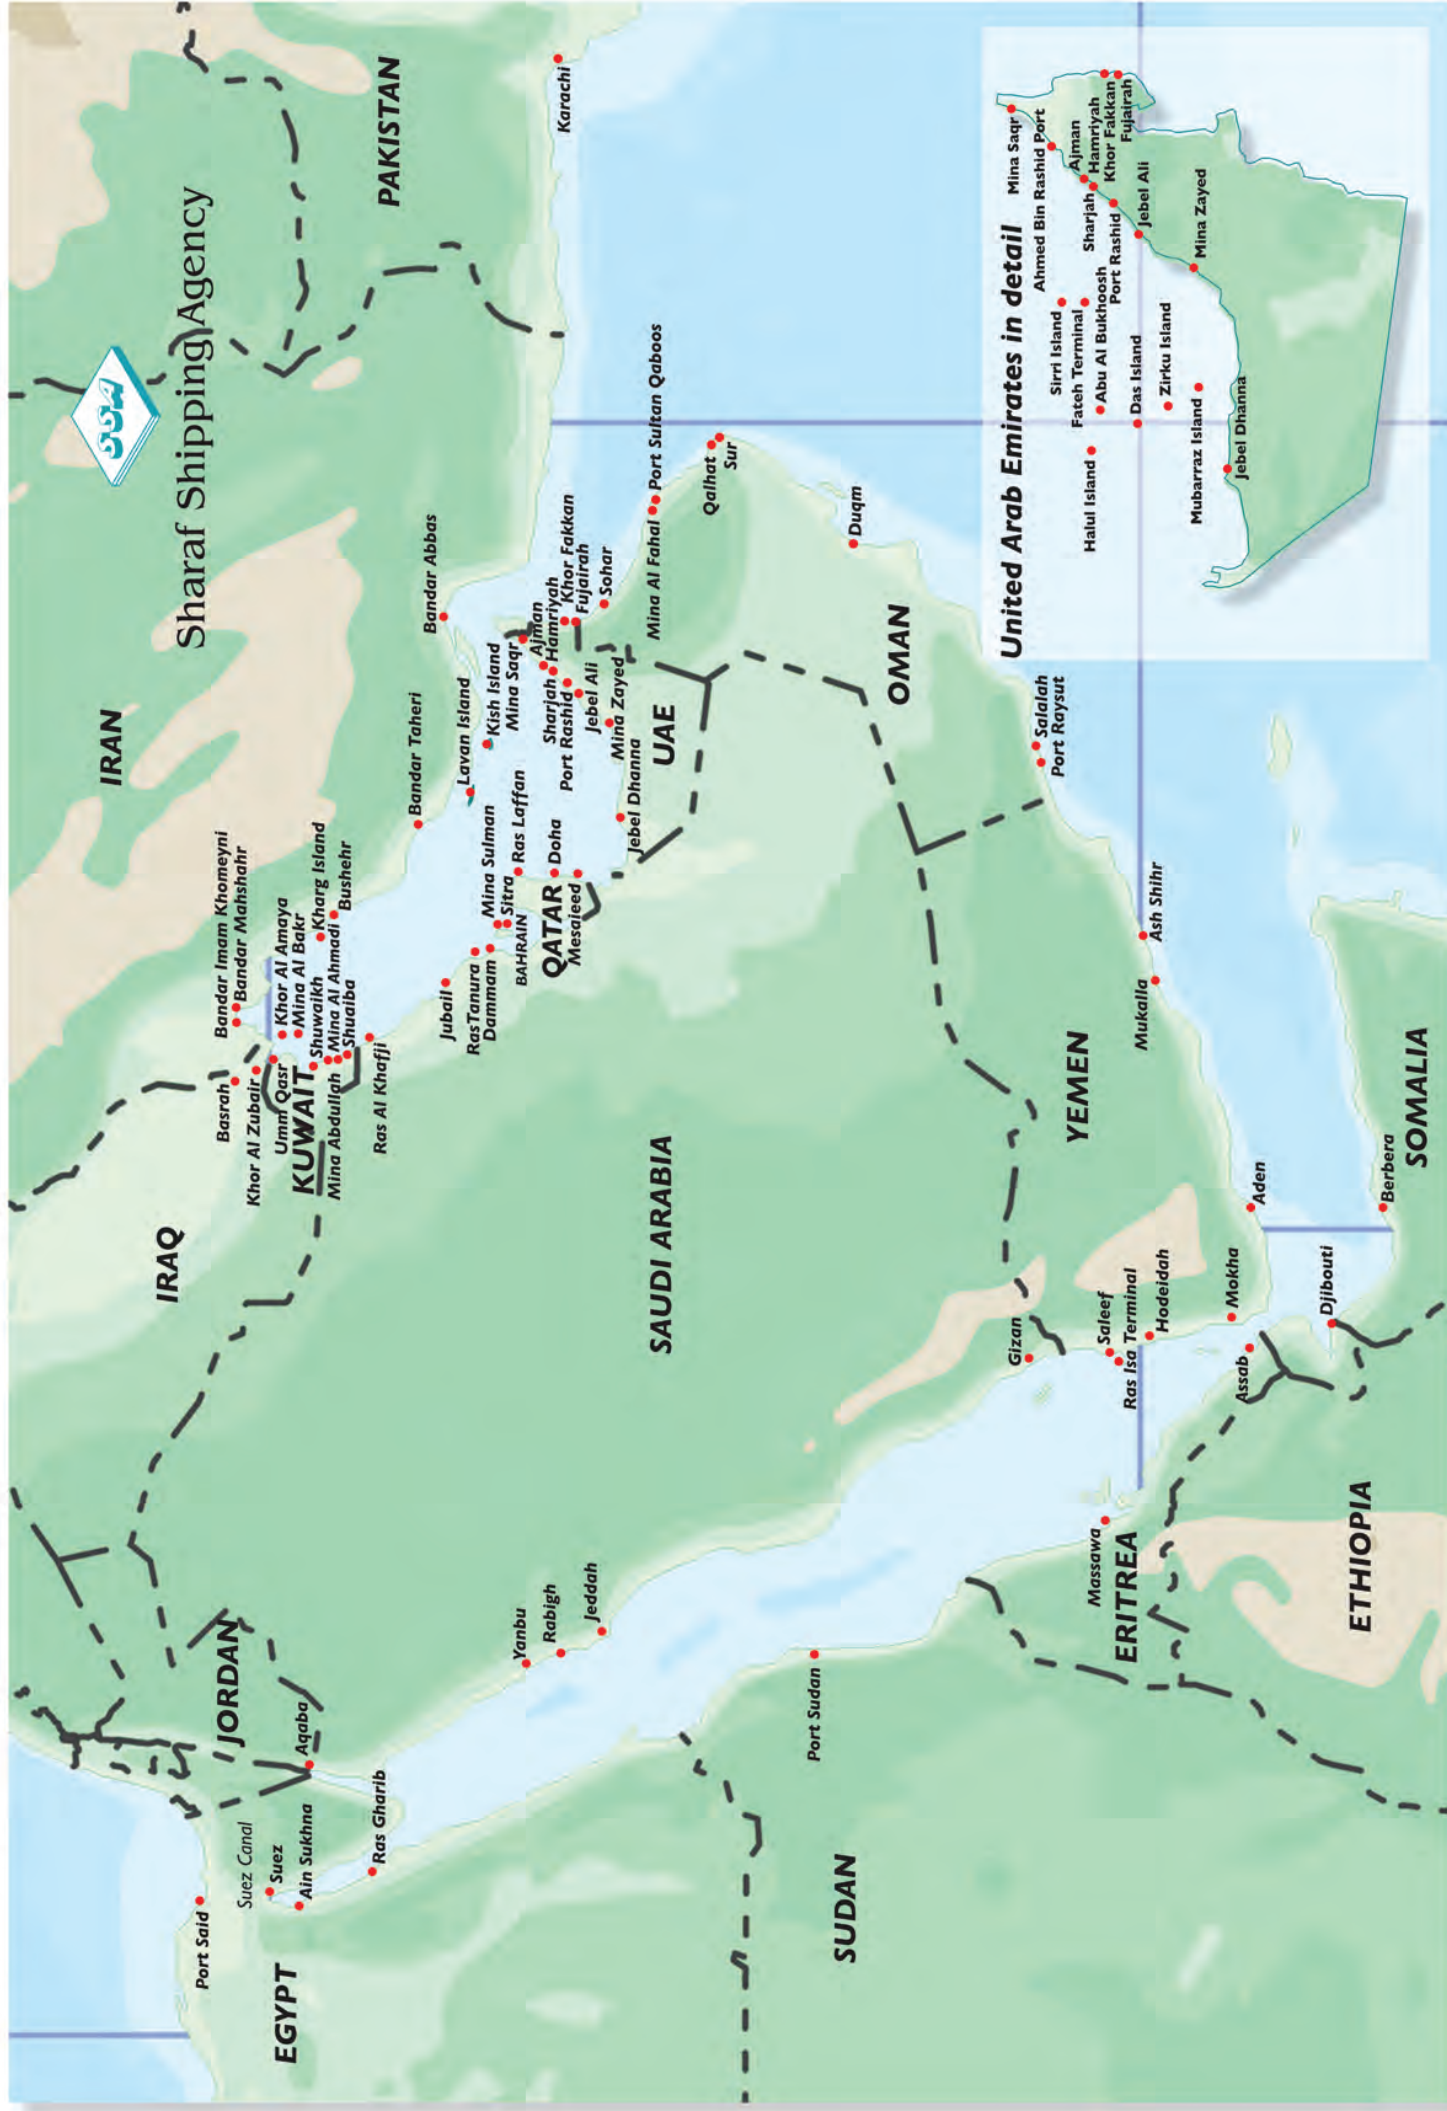 SSA
Sharaf Shipping Agency
IRAN
PAKISTAN
IRAQ
JORDAN
EGYPT
KUWAIT
SAUDI ARABIA
QATAR
BAHRAIN
UAE
OMAN
YEMEN
SUDAN
ERITREA
ETHIOPIA
SOMALIA
Port Said
Suez Canal
Suez
Ain Sukhna
Ras Gharib
Aqaba
Yanbu
Rabigh
Jeddah
Port Sudan
Massawa
Assab
Djibouti
Berbera
Gizan
Saleef
Ras Isa Terminal
Hodeidah
Mokha
Aden
Mukalla
Ash Shihr
Salalah
Port Raysut
Duqm
Qalhat
Sur
Port Sultan Qaboos
Mina Al Fahal
Sohar
Fujairah
Khor Fakkan
Hamriyah
Ajman
Mina Saqr
Sharjah
Port Rashid
Jebel Ali
Mina Zayed
Jebel Dhanna
Kish Island
Lavan Island
Bandar Abbas
Bandar Taheri
Karachi
Ras Laffan
Doha
Mesaieed
Mina Sulman
Sitra
Dammam
RasTanura
Jubail
Ras Al Khafji
Bandar Imam Khomeyni
Bandar Mahshahr
Khor Al Amaya
Mina Al Bakr
Kharg Island
Bushehr
Shuwaikh
Mina Al Ahmadi
Shuaiba
Mina Abdullah
Basrah
Khor Al Zubair
Umm Qasr
United Arab Emirates in detail
Mina Saqr
Ahmed Bin Rashid Port
Ajman
Hamriyah
Khor Fakkan
Fujairah
Sharjah
Port Rashid
Jebel Ali
Mina Zayed
Sirri Island
Fateh Terminal
Abu Al Bukhoosh
Halul Island
Das Island
Zirku Island
Mubarraz Island
Jebel Dhanna